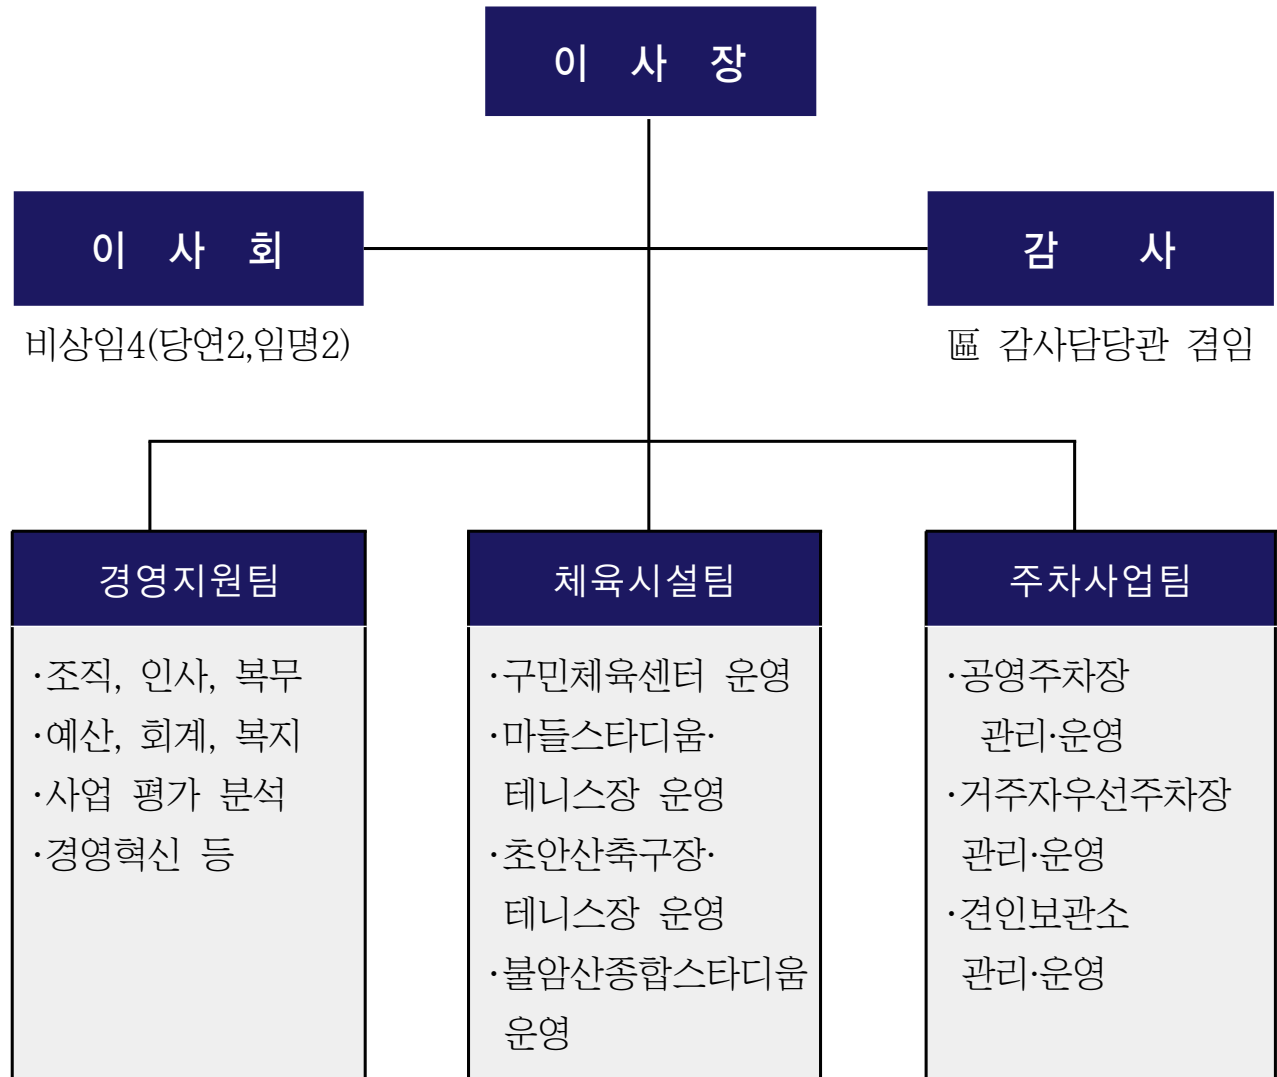 이 사 장
이 사 회
감 사
비상임4(당연2,임명2)
區 감사담당관 겸임
경영지원팀
·조직, 인사, 복무
·예산, 회계, 복지
·사업 평가 분석
·경영혁신 등
체육시설팀
·구민체육센터 운영
·마들스타디움·
테니스장 운영
·초안산축구장·
테니스장 운영
·불암산종합스타디움
운영
주차사업팀
·공영주차장
관리·운영
·거주자우선주차장
관리·운영
·견인보관소
관리·운영